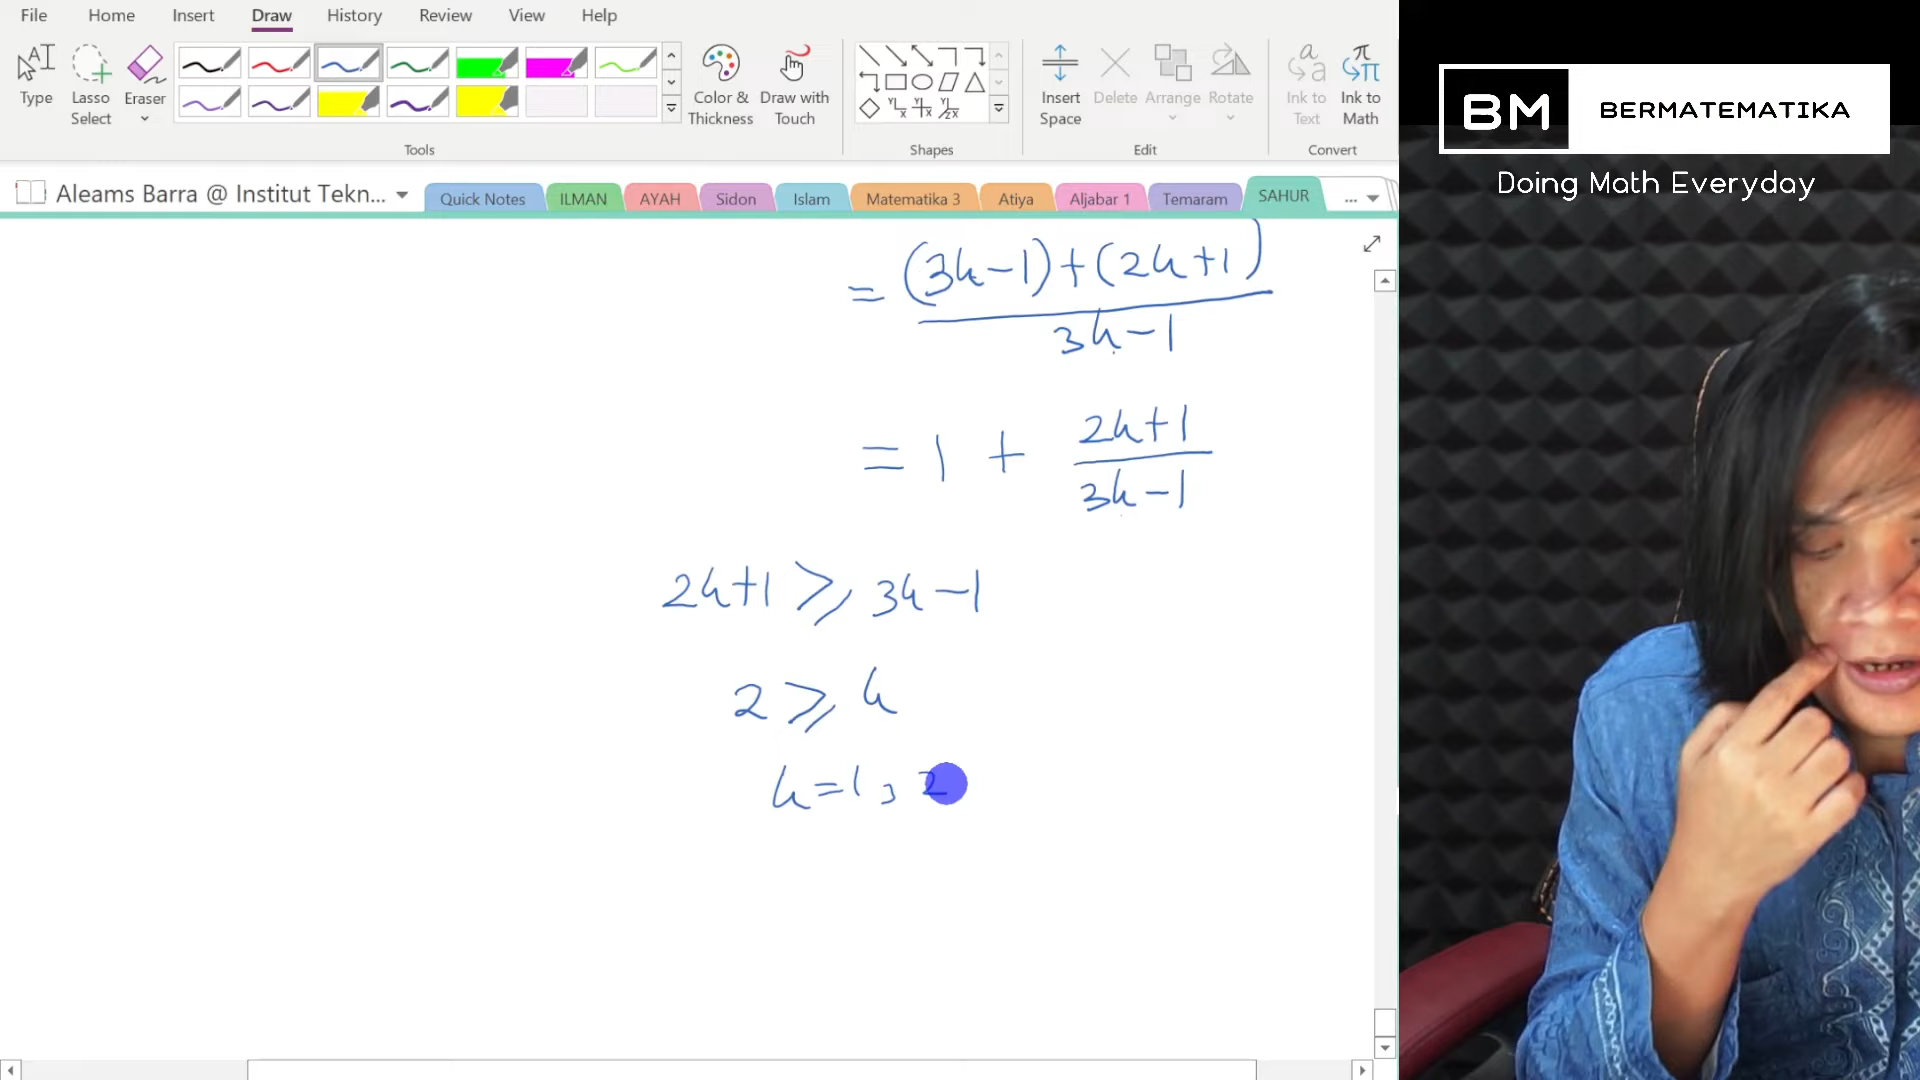 File Home Insert Draw History Review View Help
Type
Lasso Select
Eraser
Color & Thickness
Draw with Touch
Insert Space
Delete
Arrange
Rotate
Ink to Text
Ink to Math
Tools
Shapes
Edit
Convert
Aleams Barra @ Institut Tekn...
Quick Notes ILMAN AYAH Sidon Islam Matematika 3 Atiya Aljabar 1 Temaram SAHUR ...
BM BERMATEMATIKA
Doing Math Everyday
= (3k-1)+(2k+1)
3k-1
= 1 + 2k+1
3k-1
2k+1 ⩾ 3k-1
2 ⩾ k
k=1, 2